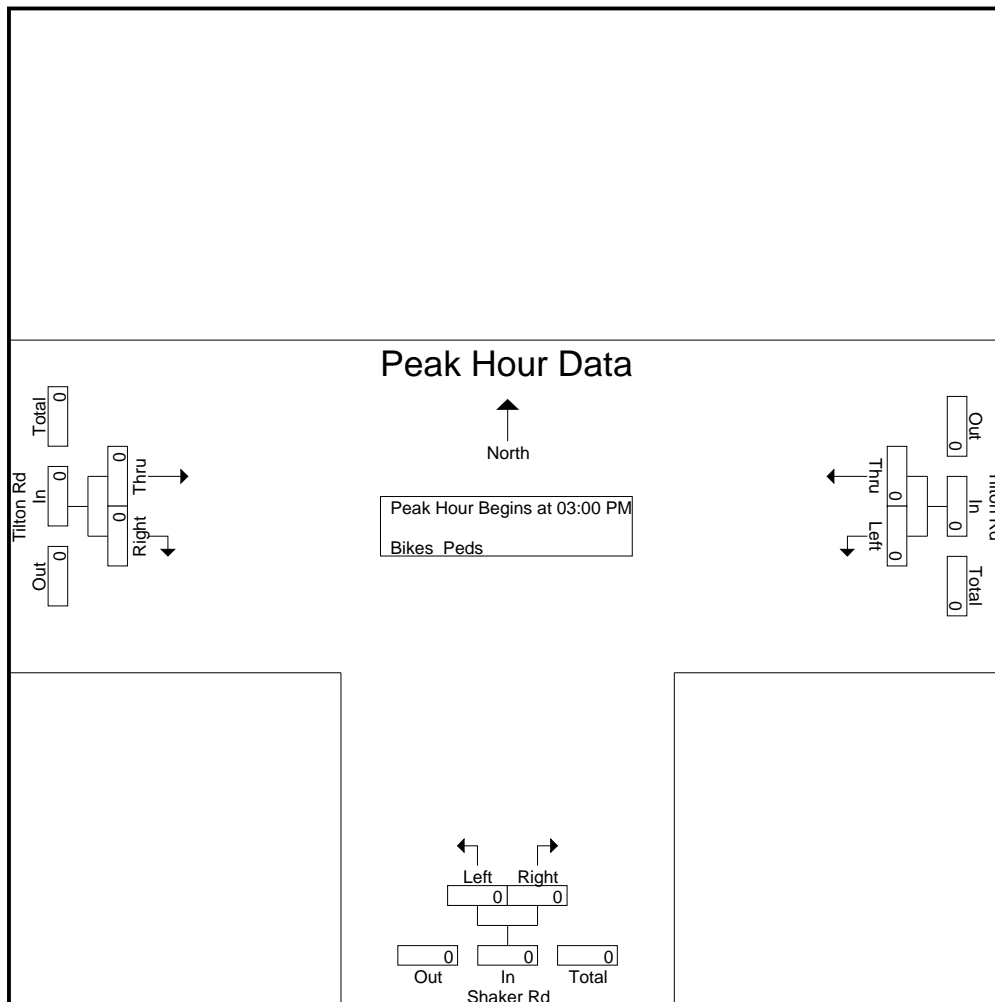 Peak Hour Data
North
Peak Hour Begins at 03:00 PM
Bikes Peds
Tilton Rd
Total
0
In
0
Out
0
Thru
0
Right
0
Out
0
In
0
Total
0
Thru
0
Left
0
Left
0
Right
0
Out
0
In
0
Total
0
Shaker Rd